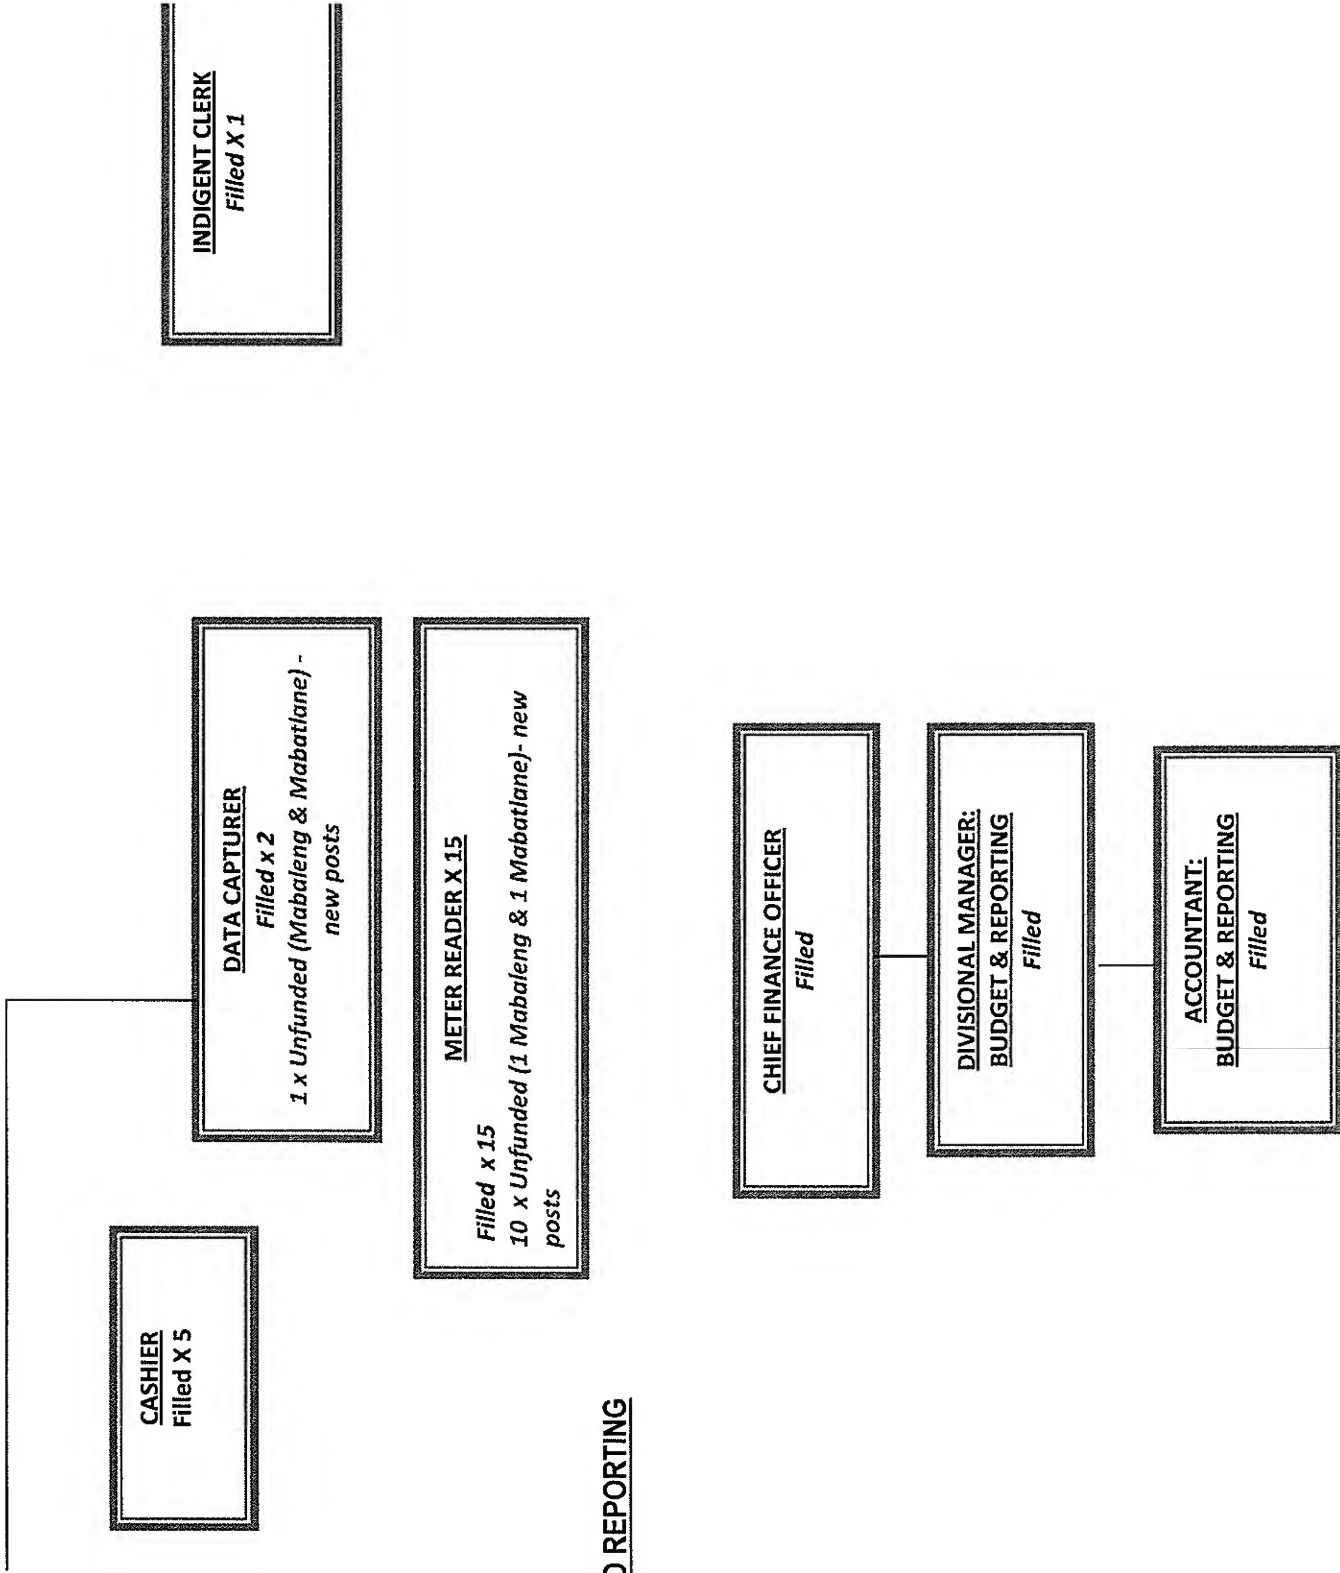 CASHIER
Filled X 5
DATA CAPTURER
Filled x 2
1 x Unfunded (Mabaleng & Mabatlane) -
new posts
INDIGENT CLERK
Filled X 1
METER READER X 15
Filled x 15
10 x Unfunded (1 Mabaleng & 1 Mabatlane)- new
posts
D REPORTING
CHIEF FINANCE OFFICER
Filled
DIVISIONAL MANAGER:
BUDGET & REPORTING
Filled
ACCOUNTANT:
BUDGET & REPORTING
Filled